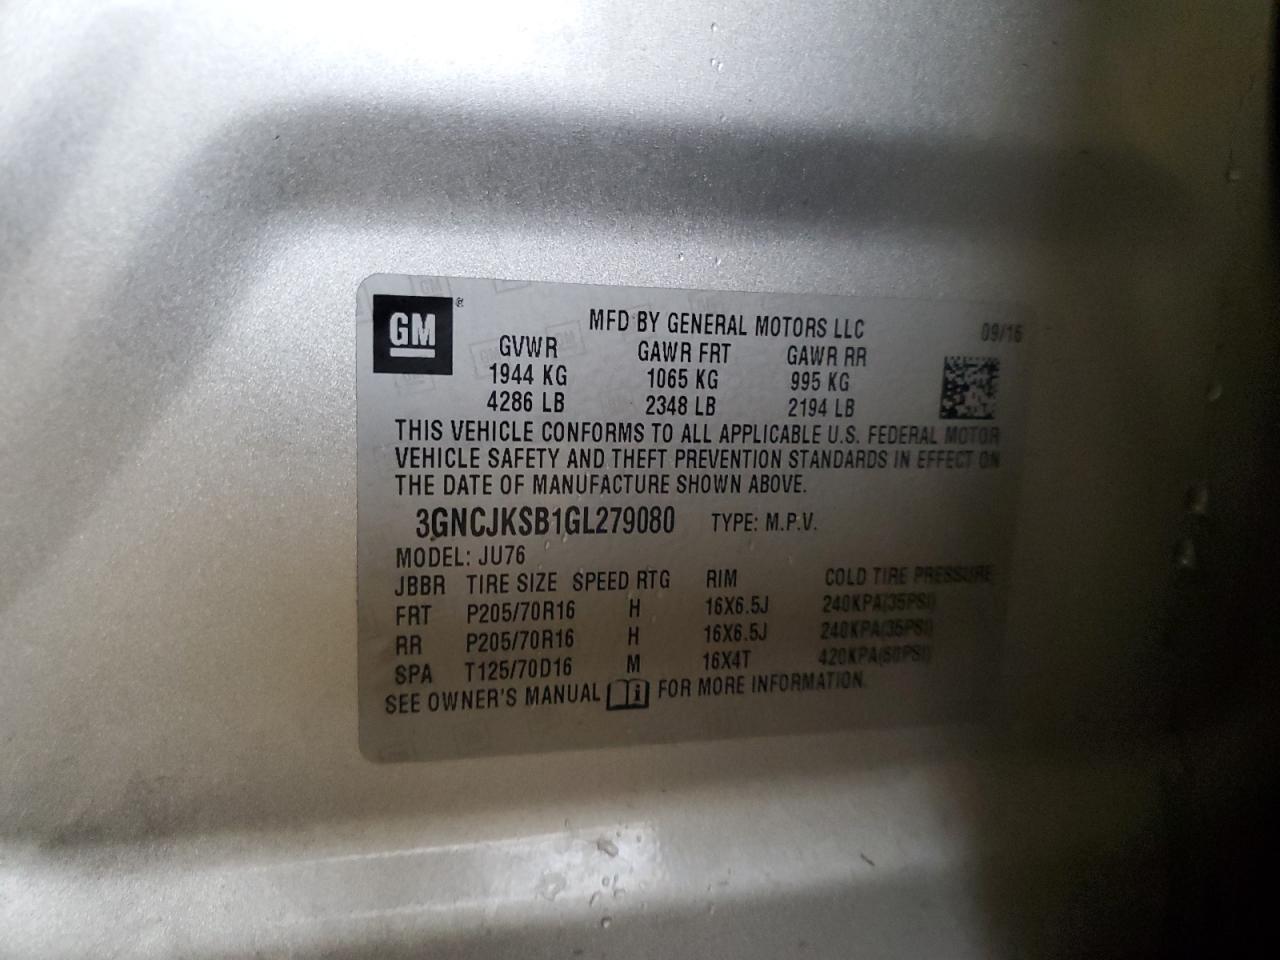 GM ®
MFD BY GENERAL MOTORS LLC 09/16
GVWR GAWR FRT GAWR RR
1944 KG 1065 KG 995 KG
4286 LB 2348 LB 2194 LB
THIS VEHICLE CONFORMS TO ALL APPLICABLE U.S. FEDERAL MOTOR
VEHICLE SAFETY AND THEFT PREVENTION STANDARDS IN EFFECT ON
THE DATE OF MANUFACTURE SHOWN ABOVE.
3GNCJKSB1GL279080 TYPE: M.P.V.
MODEL: JU76
JBBR TIRE SIZE SPEED RTG RIM COLD TIRE PRESSURE
FRT P205/70R16 H 16X6.5J 240KPA(35PSI)
RR P205/70R16 H 16X6.5J 240KPA(35PSI)
SPA T125/70D16 M 16X4T 420KPA(60PSI)
SEE OWNER'S MANUAL i FOR MORE INFORMATION.